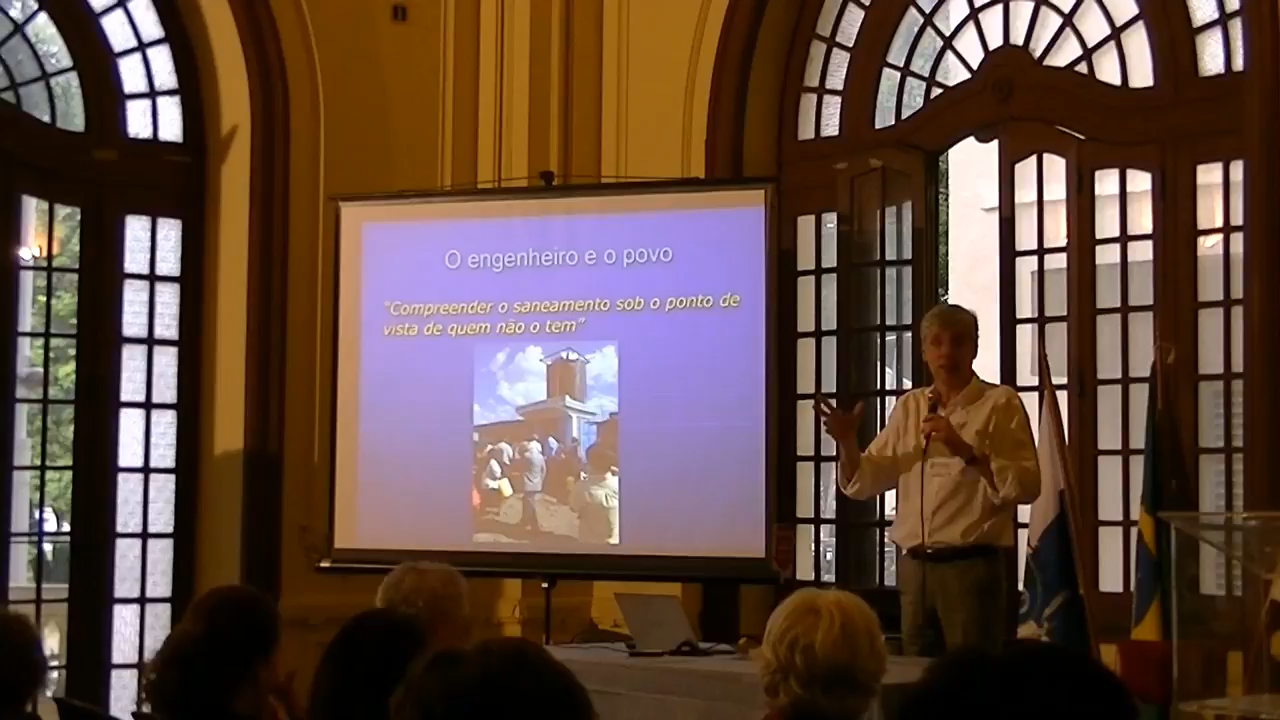 O engenheiro e o povo
“Compreender o saneamento sob o ponto de
vista de quem não o tem”